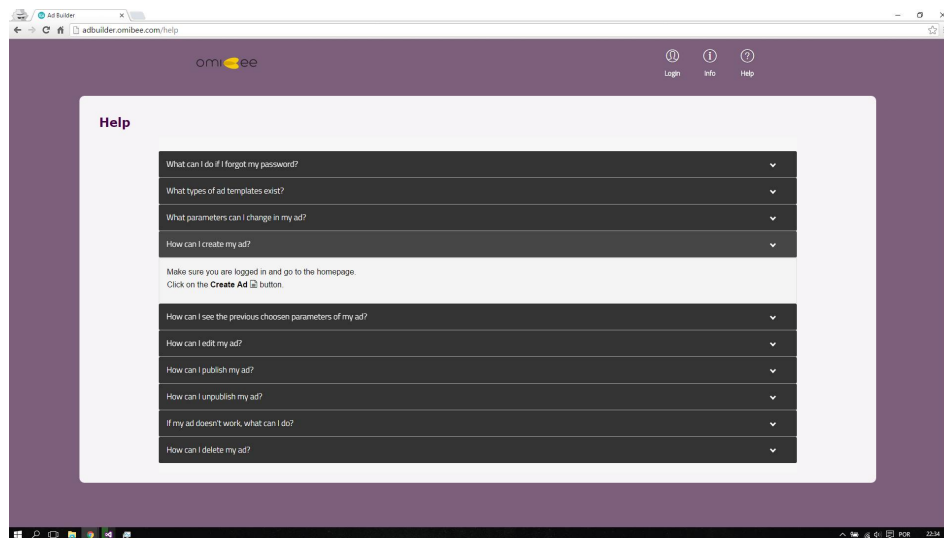 Ad Builder
adbuilder.omibee.com/help
omibee
Login Info Help
Help
What can I do if I forgot my password?
What types of ad templates exist?
What parameters can I change in my ad?
How can I create my ad?
Make sure you are logged in and go to the homepage.
Click on the Create Ad button.
How can I see the previous choosen parameters of my ad?
How can I edit my ad?
How can I publish my ad?
How can I unpublish my ad?
If my ad doesn't work, what can I do?
How can I delete my ad?
POR 22:34